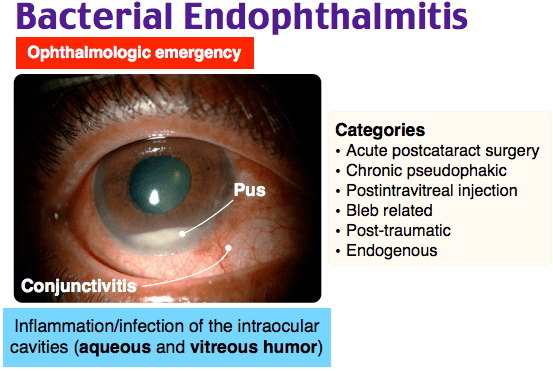 Bacterial Endophthalmitis
Ophthalmologic emergency
Pus
Conjunctivitis
Categories
• Acute postcataract surgery
• Chronic pseudophakic
• Postintravitreal injection
• Bleb related
• Post-traumatic
• Endogenous
Inflammation/infection of the intraocular
cavities (aqueous and vitreous humor)